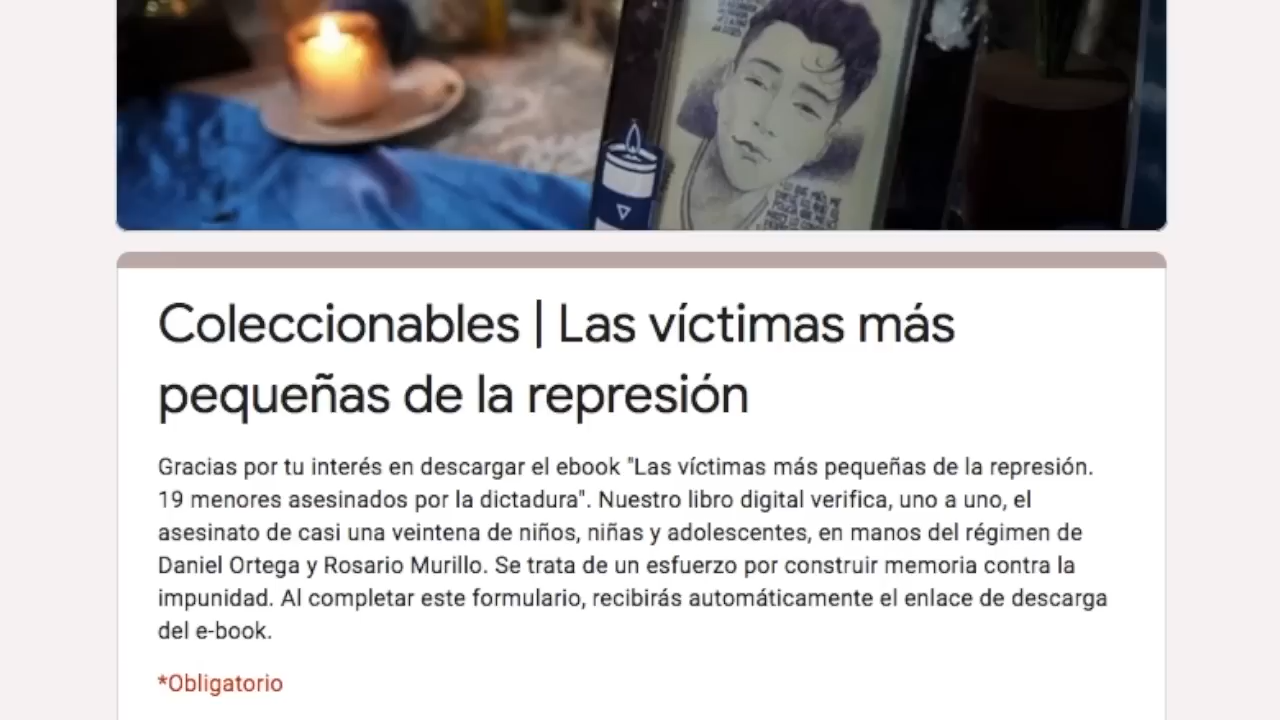 Coleccionables | Las víctimas más
pequeñas de la represión
Gracias por tu interés en descargar el ebook "Las víctimas más pequeñas de la represión.
19 menores asesinados por la dictadura". Nuestro libro digital verifica, uno a uno, el
asesinato de casi una veintena de niños, niñas y adolescentes, en manos del régimen de
Daniel Ortega y Rosario Murillo. Se trata de un esfuerzo por construir memoria contra la
impunidad. Al completar este formulario, recibirás automáticamente el enlace de descarga
del e-book.
*Obligatorio